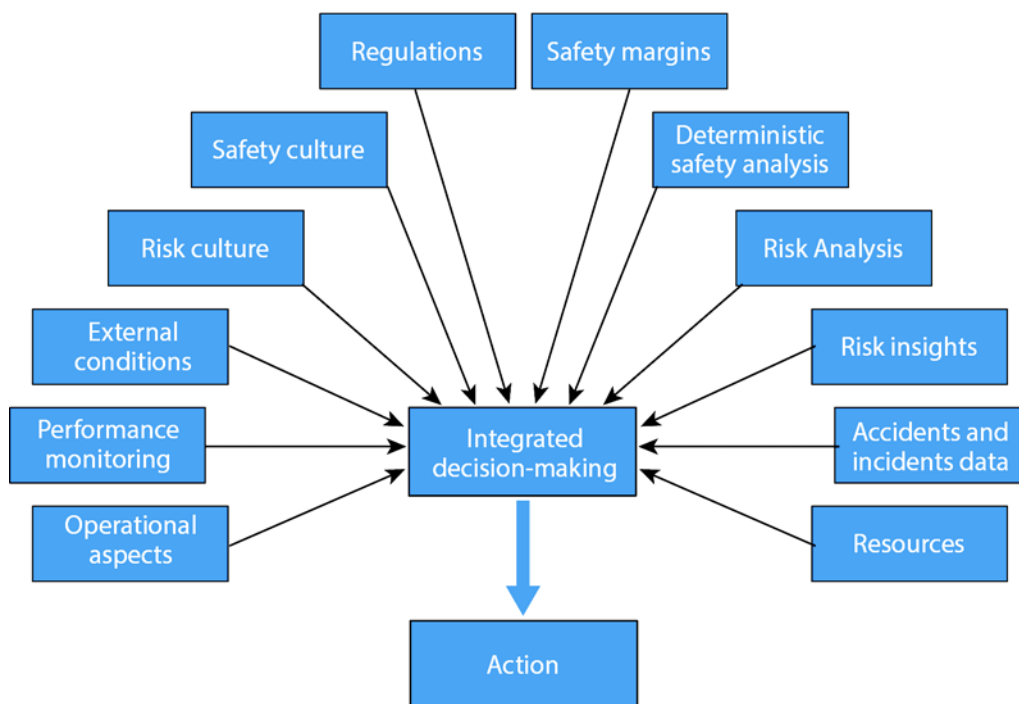 Regulations
Safety margins
Safety culture
Deterministic
safety analysis
Risk culture
Risk Analysis
External
conditions
Risk insights
Performance
monitoring
Integrated
decision-making
Accidents and
incidents data
Operational
aspects
Resources
Action